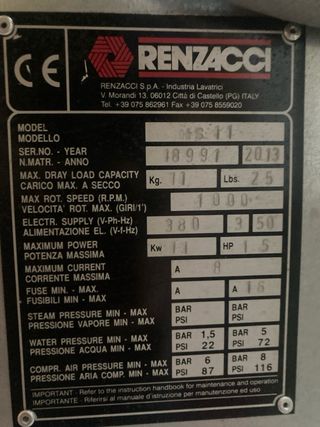 CE RENZACCI
RENZACCI S.p.A. - Industria Lavatrici
V. Morandi 13, 06012 Città di Castello (PG) ITALY
Tel. +39 075 862961 Fax +39 075 8559020
MODEL
MODELLO HS 11
SER.NO. - YEAR
N.MATR. - ANNO 18991 2013
MAX. DRAY LOAD CAPACITY
CARICO MAX. A SECCO Kg. 11 Lbs. 25
MAX ROT. SPEED (R.P.M.)
VELOCITA' ROT. MAX. (GIRI/1') 1000
ELECTR. SUPPLY (V-Ph-Hz)
ALIMENTAZIONE EL. (V-f-Hz) 380 3 50
MAXIMUM POWER
POTENZA MASSIMA Kw HP
MAXIMUM CURRENT
CORRENTE MASSIMA A 8
FUSE MIN. - MAX.
FUSIBILI MIN - MAX A A 16
STEAM PRESSURE MIN - MAX BAR BAR
PRESSIONE VAPORE MIN - MAX PSI PSI
WATER PRESSURE MIN - MAX BAR 1,5 BAR 5
PRESSIONE ACQUA MIN - MAX PSI 22 PSI 72
COMPR. AIR PRESSURE MIN - MAX BAR 6 BAR 8
PRESSIONE ARIA COMP. MIN - MAX PSI 87 PSI 116
IMPORTANT - Refer to the instruction handbook for maintenance and operation
IMPORTANTE - Riferirsi al manuale d'istruzione per manutenzione ed uso